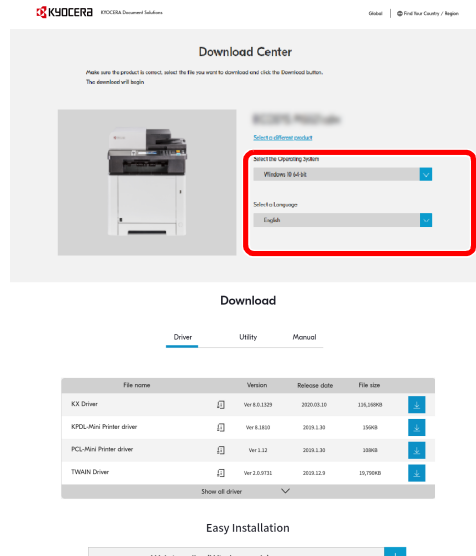 KYOCERA KYOCERA Document Solutions Global Find Your Country / Region
Download Center
Make sure the product is correct, select the file you want to download and click the Download button.
The download will begin
Select a different product
Select the Operating System
Windows 10 64 bit
Select a Language
English
Download
Driver Utility Manual
File name Version Release date File size
KX Driver Ver 8.0.1329 2020.03.10 116,168KB
KPDL-Mini Printer driver Ver 8.1810 2019.1.30 156KB
PCL-Mini Printer driver Ver 1.12 2019.1.30 108KB
TWAIN Driver Ver 2.0.9731 2019.12.9 19,790KB
Show all driver
Easy Installation